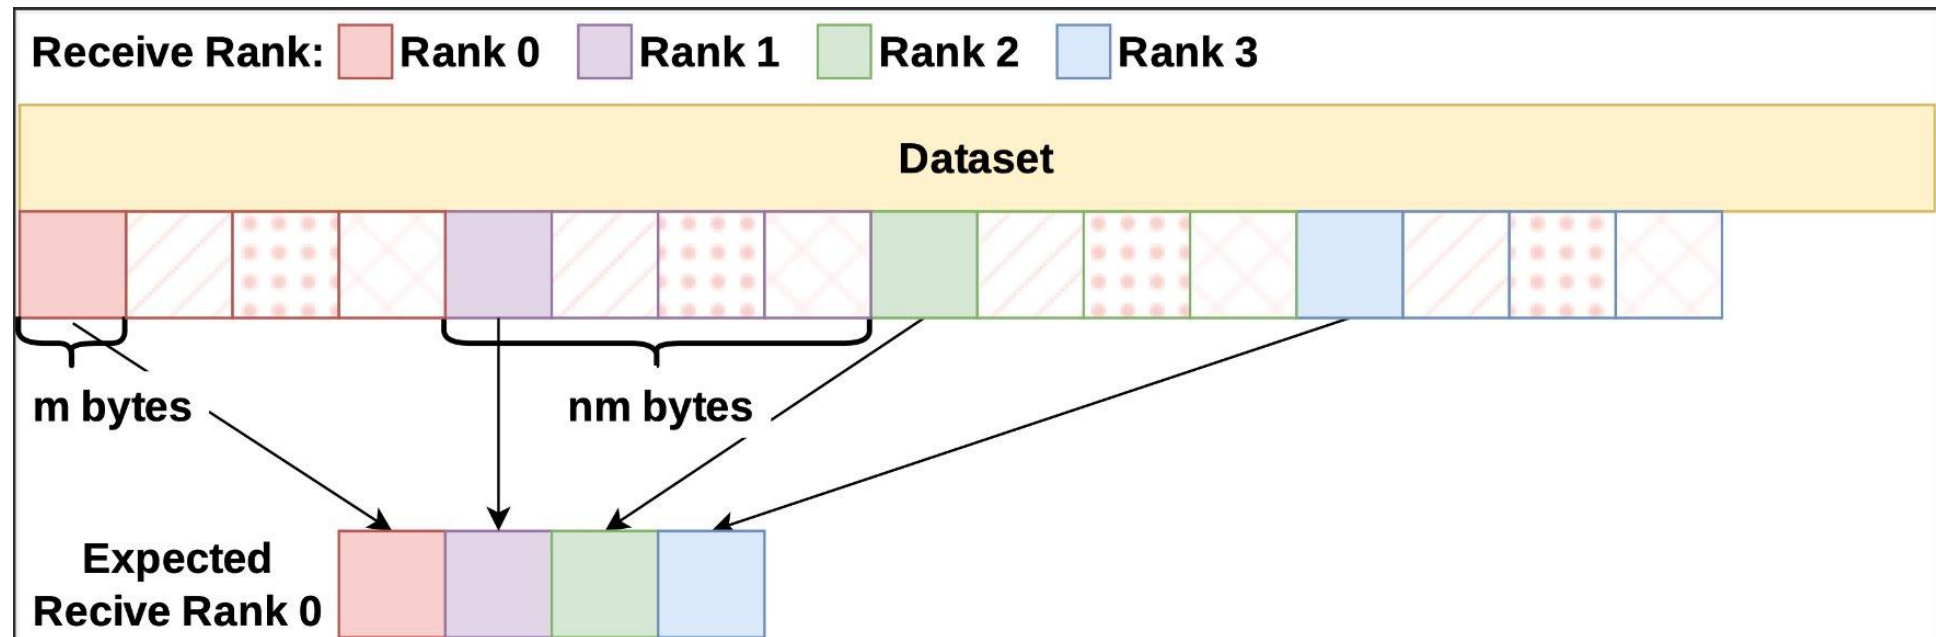 Receive Rank: Rank 0 Rank 1 Rank 2 Rank 3
Dataset
m bytes nm bytes
Expected
Recive Rank 0